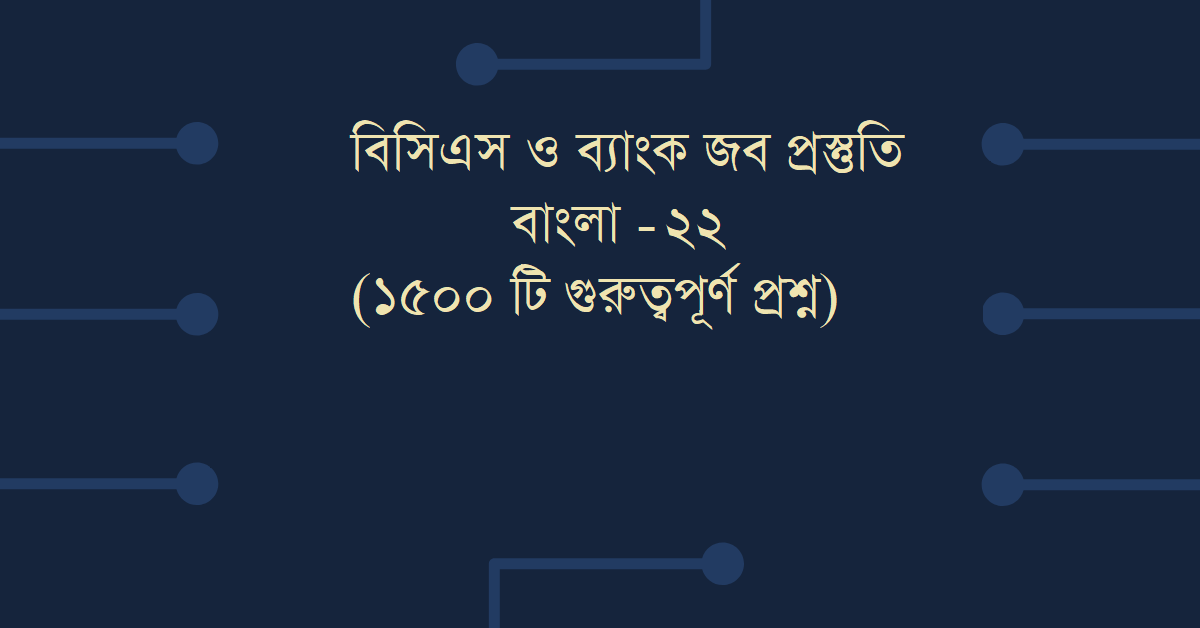 বিসিএস ও ব্যাংক জব প্রস্তুতি
বাংলা -২২
(১৫০০ টি গুরুত্বপূর্ণ প্রশ্ন)